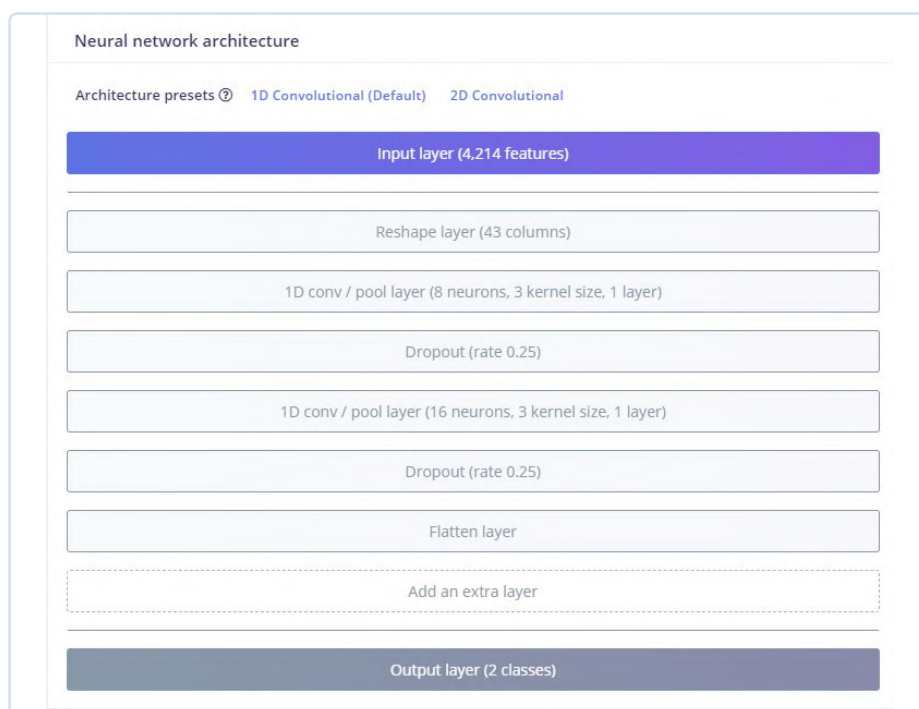 Neural network architecture
Architecture presets ? 1D Convolutional (Default) 2D Convolutional
Input layer (4,214 features)
Reshape layer (43 columns)
1D conv / pool layer (8 neurons, 3 kernel size, 1 layer)
Dropout (rate 0.25)
1D conv / pool layer (16 neurons, 3 kernel size, 1 layer)
Dropout (rate 0.25)
Flatten layer
Add an extra layer
Output layer (2 classes)